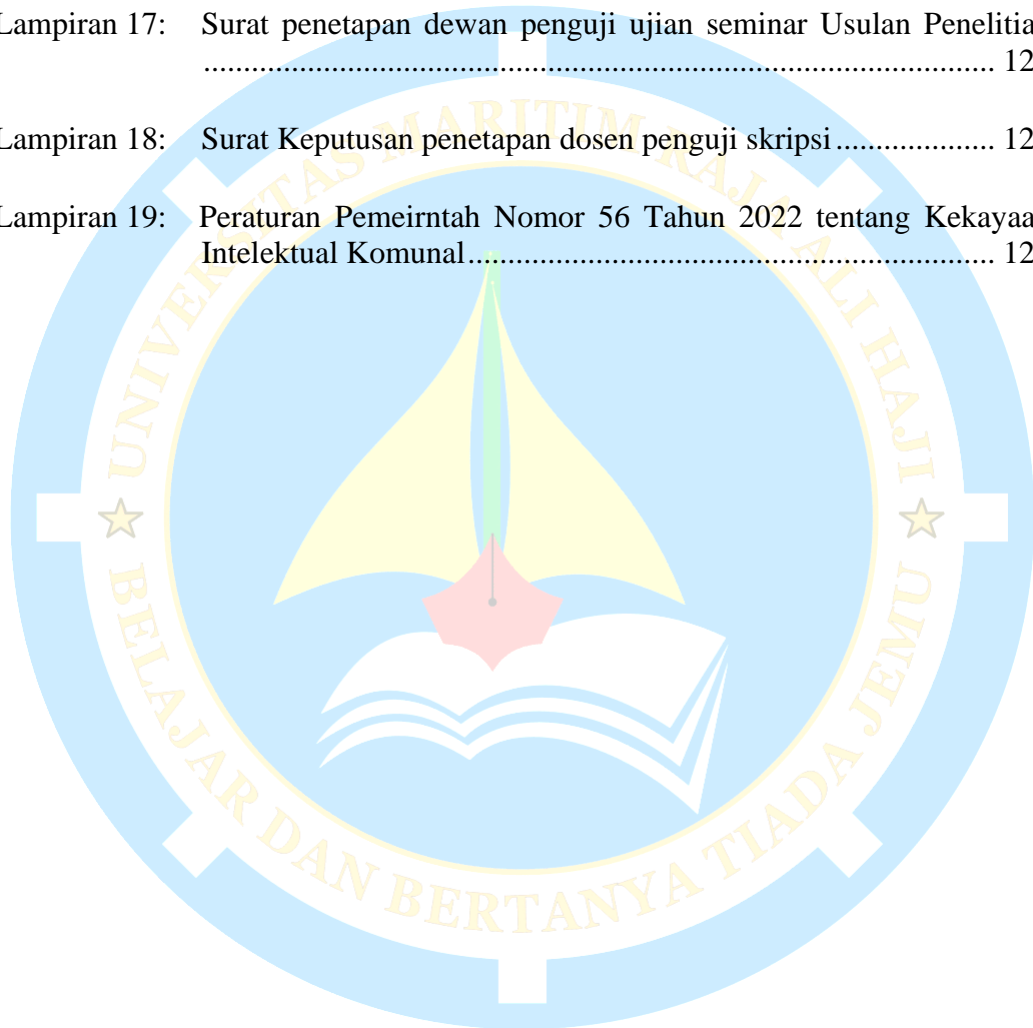 Lampiran 17: Surat penetapan dewan penguji ujian seminar Usulan Penelitia
.......................................................................................... 12
Lampiran 18: Surat Keputusan penetapan dosen penguji skripsi ................... 12
Lampiran 19: Peraturan Pemeirntah Nomor 56 Tahun 2022 tentang Kekayaa
Intelektual Komunal ............................................................ 12
UNIVERSITAS MARITIM RAJA ALI HAJI
BELAJAR DAN BERTANYA TIADA JEMU